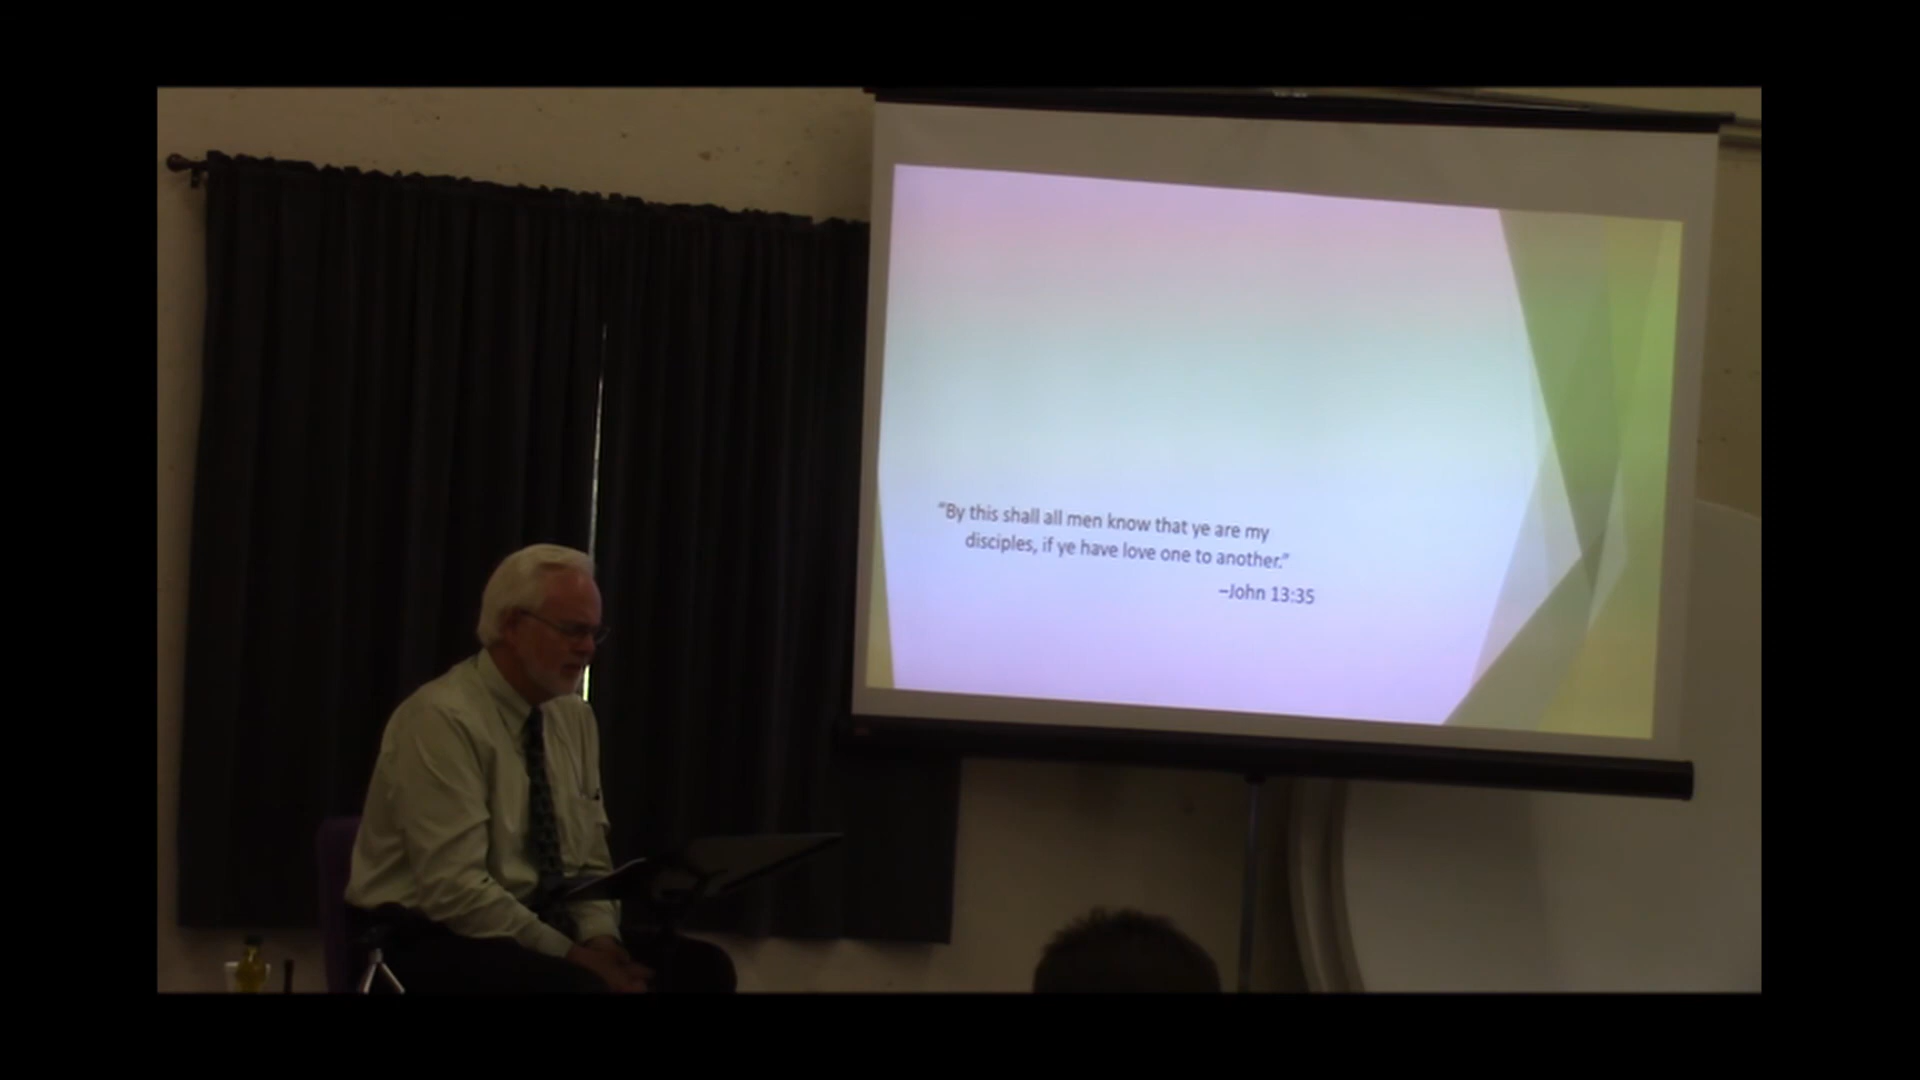 “By this shall all men know that ye are my
disciples, if ye have love one to another.”
–John 13:35